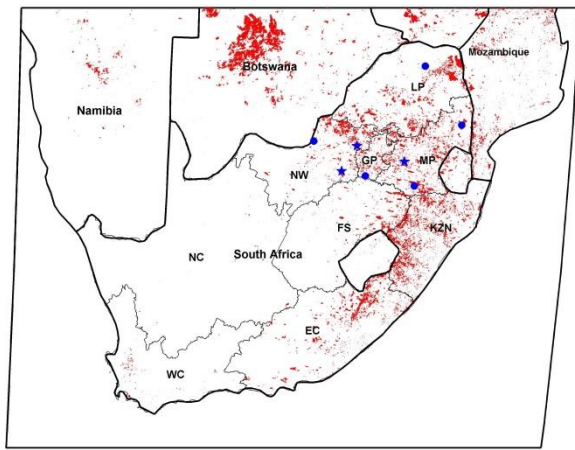 Mozambique
Botswana
LP
Namibia
NW
GP
MP
FS
KZN
NC
South Africa
EC
WC